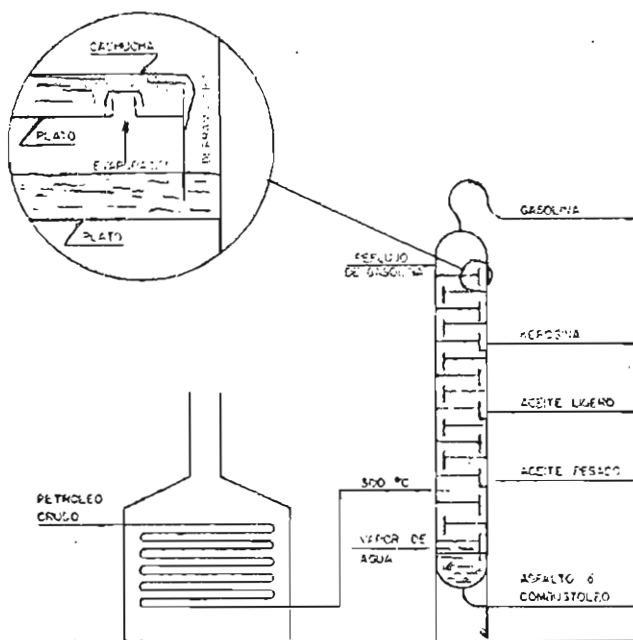 CACHUCHA
PLATO
PLATO
GASOLINA
REFLUJO
DE GASOLINA
KEROSINA
ACEITE LIGERO
300 °C
ACEITE PESADO
PETROLEO
CRUDO
VAPOR DE
AGUA
ASFALTO Ó
COMBUSTOLEO